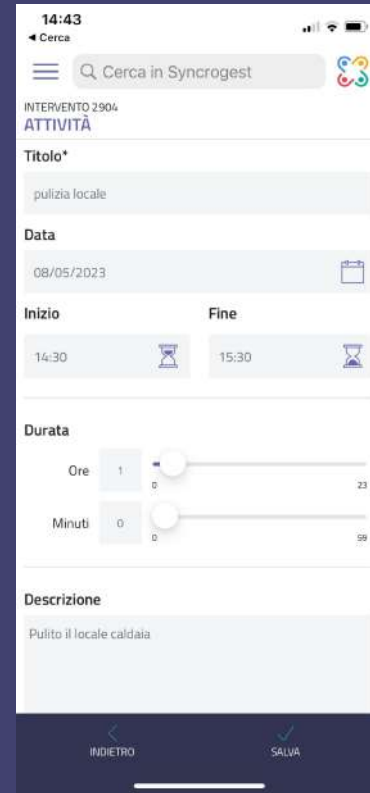 14:43
◀ Cerca
Cerca in Syncrogest
INTERVENTO 2904
ATTIVITÀ
Titolo*
pulizia locale
Data
08/05/2023
Inizio Fine
14:30 15:30
Durata
Ore 1
0 23
Minuti 0
0 59
Descrizione
Pulito il locale caldaia
INDIETRO SALVA